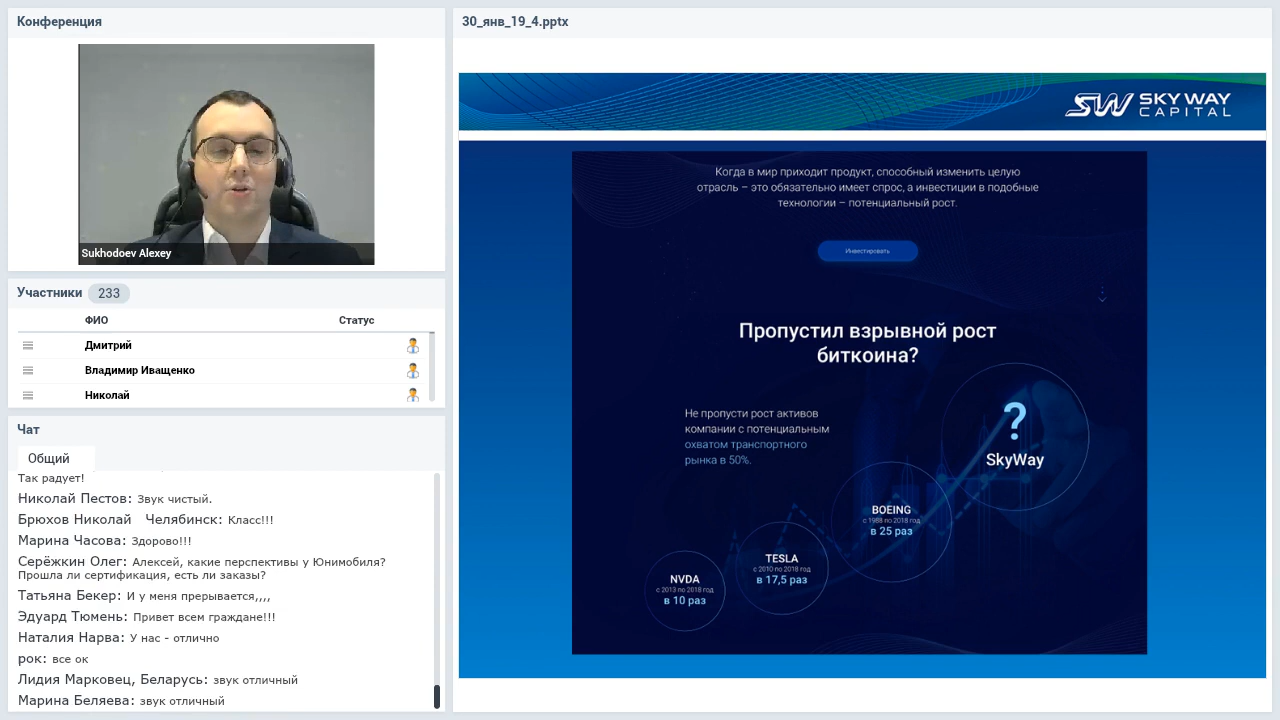 Конференция
Sukhodoev Alexey
Участники 233
ФИО Статус
Дмитрий
Владимир Иващенко
Николай
Чат
Общий
Так радует!
Николай Пестов: Звук чистый.
Брюхов Николай Челябинск: Класс!!!
Марина Часова: Здорово!!!
Серёжкин Олег: Алексей, какие перспективы у Юнимобиля?
Прошла ли сертификация, есть ли заказы?
Татьяна Бекер: И у меня прерывается,,,,
Эдуард Тюмень: Привет всем граждане!!!
Наталия Нарва: У нас - отлично
рок: все ок
Лидия Марковец, Беларусь: звук отличный
Марина Беляева: звук отличный
30_янв_19_4.pptx
SW SKY WAY
CAPITAL
Когда в мир приходит продукт, способный изменить целую
отрасль – это обязательно имеет спрос, а инвестиции в подобные
технологии – потенциальный рост.
Инвестировать
Пропустил взрывной рост
биткоина?
Не пропусти рост активов
компании с потенциальным
охватом транспортного
рынка в 50%.
?
SkyWay
BOEING
с 1988 по 2018 год
в 25 раз
TESLA
с 2010 по 2018 год
в 17,5 раз
NVDA
с 2013 по 2018 год
в 10 раз